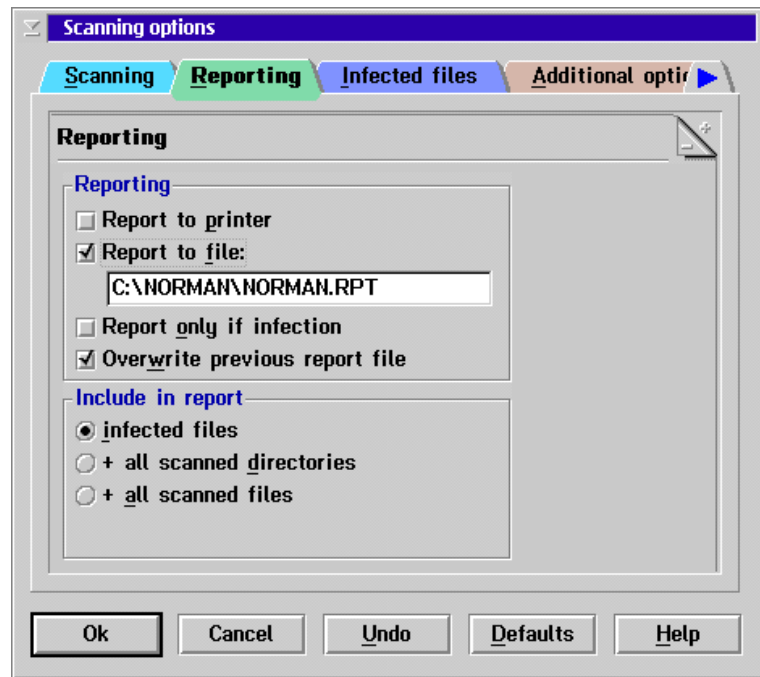 Scanning options
Scanning Reporting Infected files Additional optio
Reporting
Reporting
Report to printer
Report to file:
C:\NORMAN\NORMAN.RPT
Report only if infection
Overwrite previous report file
Include in report
infected files
+ all scanned directories
+ all scanned files
Ok Cancel Undo Defaults Help